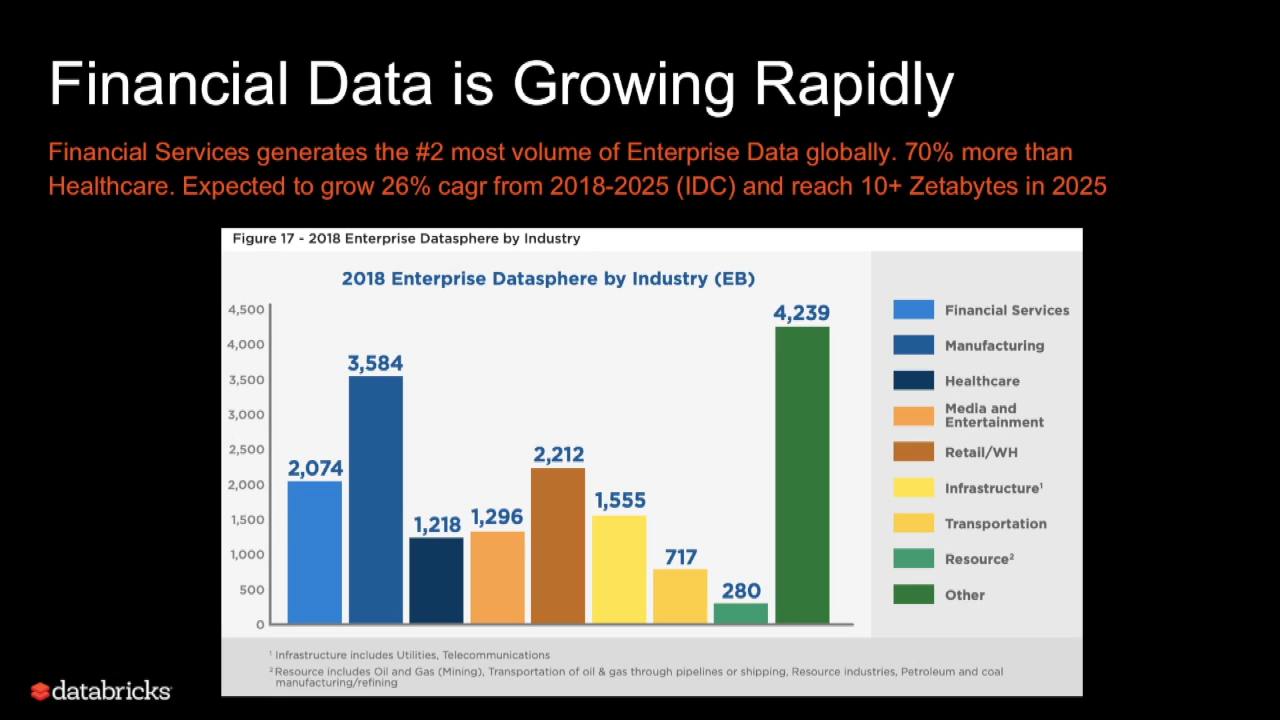 Financial Data is Growing Rapidly
Financial Services generates the #2 most volume of Enterprise Data globally. 70% more than
Healthcare. Expected to grow 26% cagr from 2018-2025 (IDC) and reach 10+ Zetabytes in 2025
Figure 17 - 2018 Enterprise Datasphere by Industry
2018 Enterprise Datasphere by Industry (EB)
4,500
4,000
3,500
3,000
2,500
2,000
1,500
1,000
500
0
2,074
3,584
1,218
1,296
2,212
1,555
717
280
4,239
Financial Services
Manufacturing
Healthcare
Media and
Entertainment
Retail/WH
Infrastructure¹
Transportation
Resource²
Other
¹ Infrastructure includes Utilities, Telecommunications
² Resource includes Oil and Gas (Mining), Transportation of oil & gas through pipelines or shipping, Resource industries, Petroleum and coal
manufacturing/refining
databricks